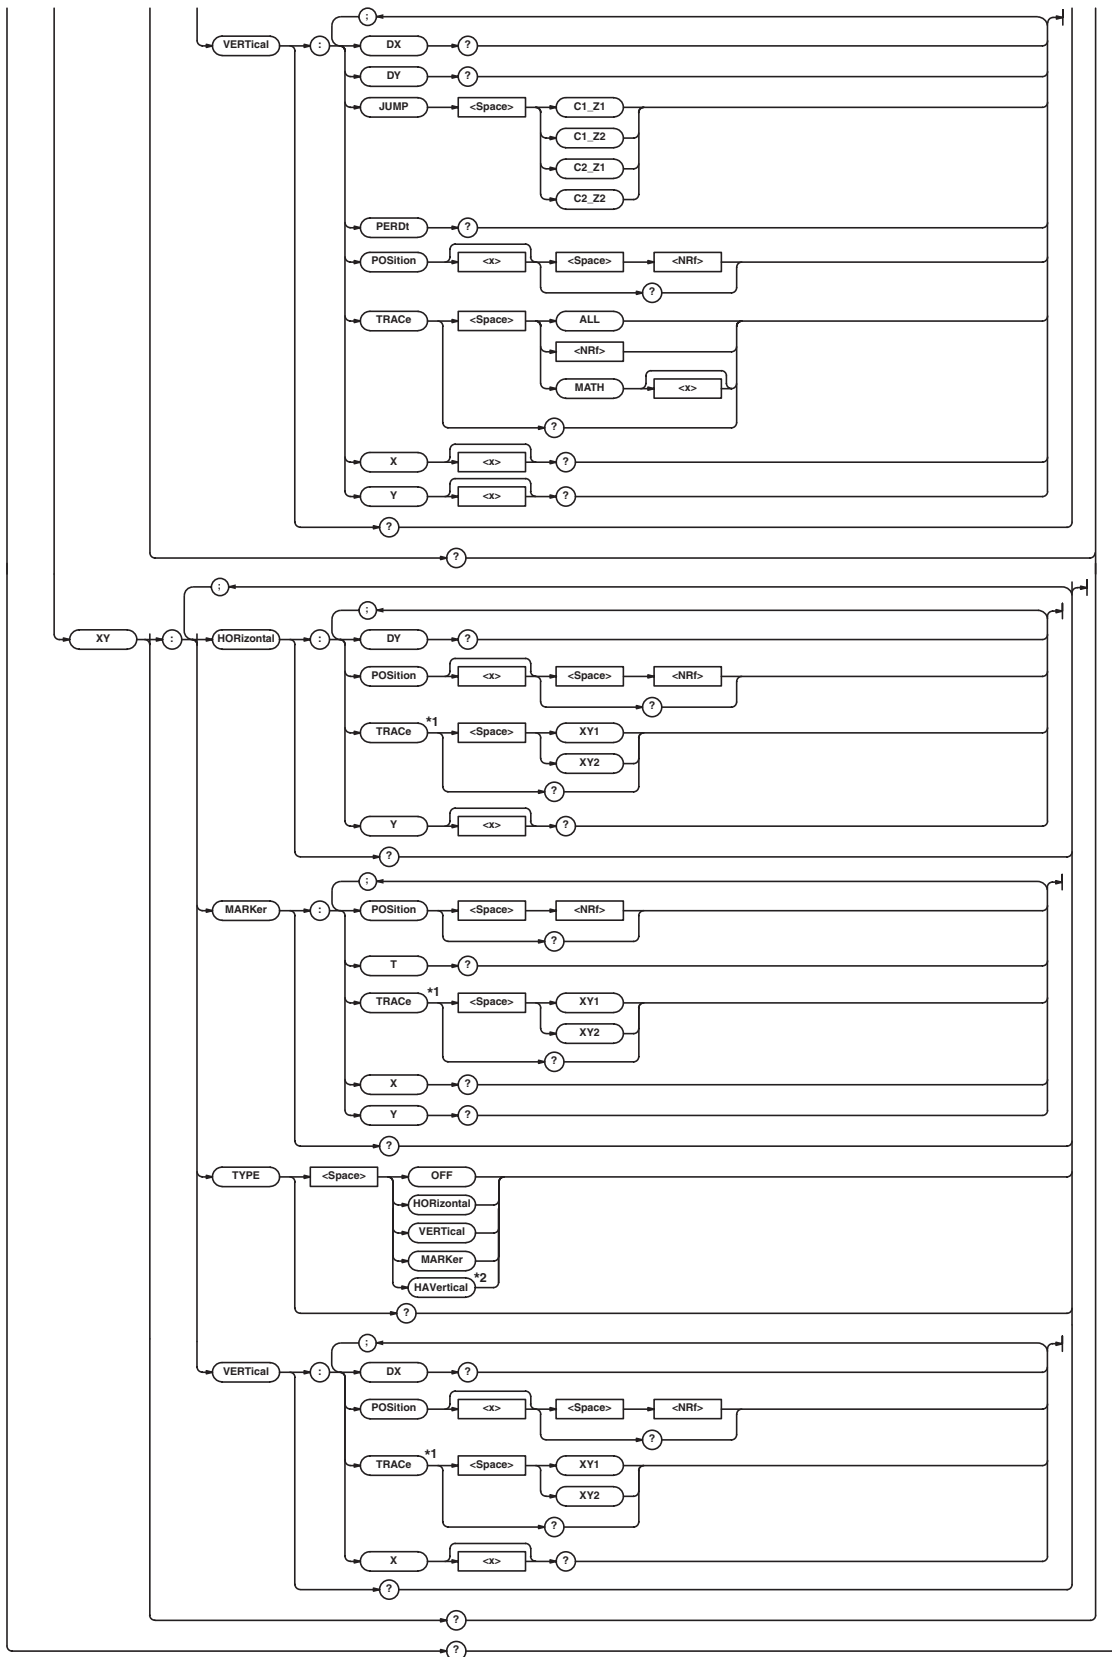 ;
VERTical : DX ?
DY ?
JUMP <Space> C1_Z1
C1_Z2
C2_Z1
C2_Z2
PERDt ?
POSition <x> <Space> <NRf>
?
TRACe <Space> ALL
<NRf>
MATH <x>
?
X <x> ?
Y <x> ?
?
?
;
;
XY : HORizontal : DY ?
POSition <x> <Space> <NRf>
?
TRACe *1 <Space> XY1
XY2
?
Y <x> ?
?
;
MARKer : POSition <Space> <NRf>
?
T ?
TRACe *1 <Space> XY1
XY2
?
X ?
Y ?
?
TYPE <Space> OFF
HORizontal
VERTical
MARKer
HAVertical *2
?
;
VERTical : DX ?
POSition <x> <Space> <NRf>
?
TRACe *1 <Space> XY1
XY2
?
X <x> ?
?
?
?